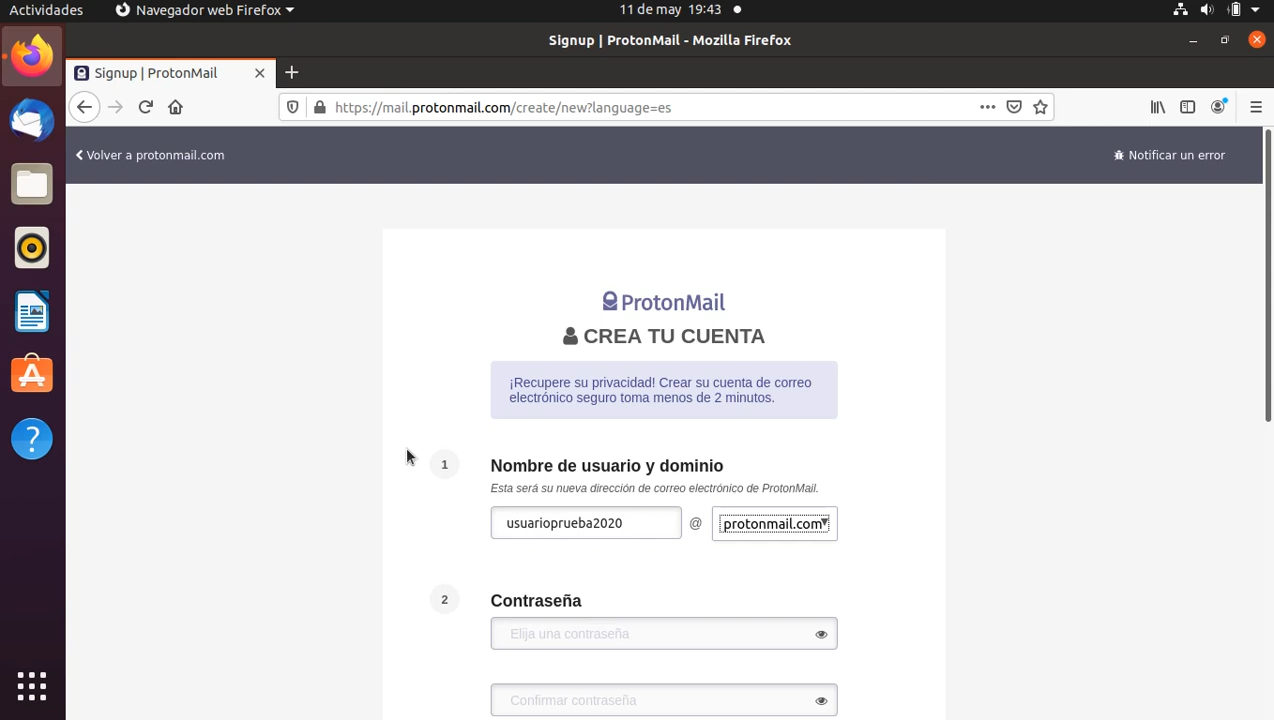 Actividades
Navegador web Firefox
11 de may 19:43
Signup | ProtonMail - Mozilla Firefox
Signup | ProtonMail
https://mail.protonmail.com/create/new?language=es
Volver a protonmail.com
Notificar un error
ProtonMail
CREA TU CUENTA
¡Recupere su privacidad! Crear su cuenta de correo
electrónico seguro toma menos de 2 minutos.
1
Nombre de usuario y dominio
Esta será su nueva dirección de correo electrónico de ProtonMail.
usuarioprueba2020 @ protonmail.com
2
Contraseña
Elija una contraseña
Confirmar contraseña